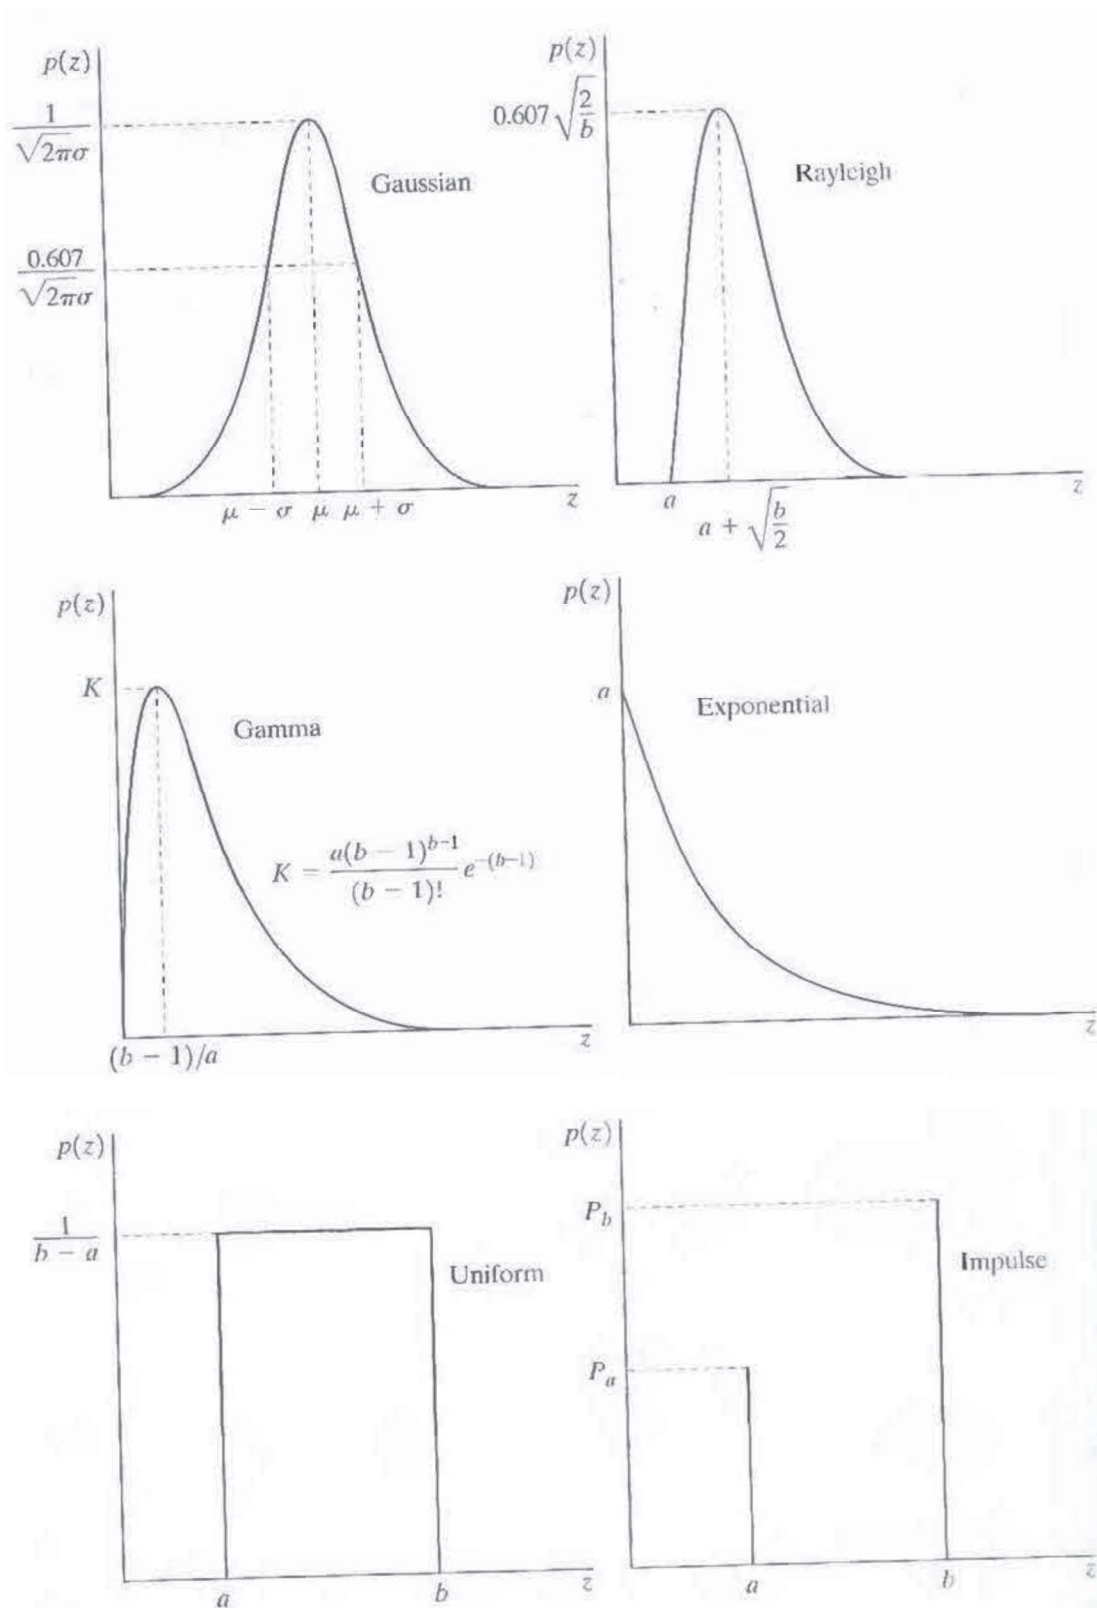 p(z)
1
√2πσ
0.607
√2πσ
Gaussian
μ − σ μ μ + σ z
p(z)
0.607 √2/b
Rayleigh
a z
a + √b/2
p(z)
K
Gamma
K = a(b − 1)^{b−1} / (b − 1)! e^{−(b−1)}
z
(b − 1)/a
p(z)
a
Exponential
z
p(z)
1
b − a
Uniform
a b z
p(z)
P_b
Impulse
P_a
a b z